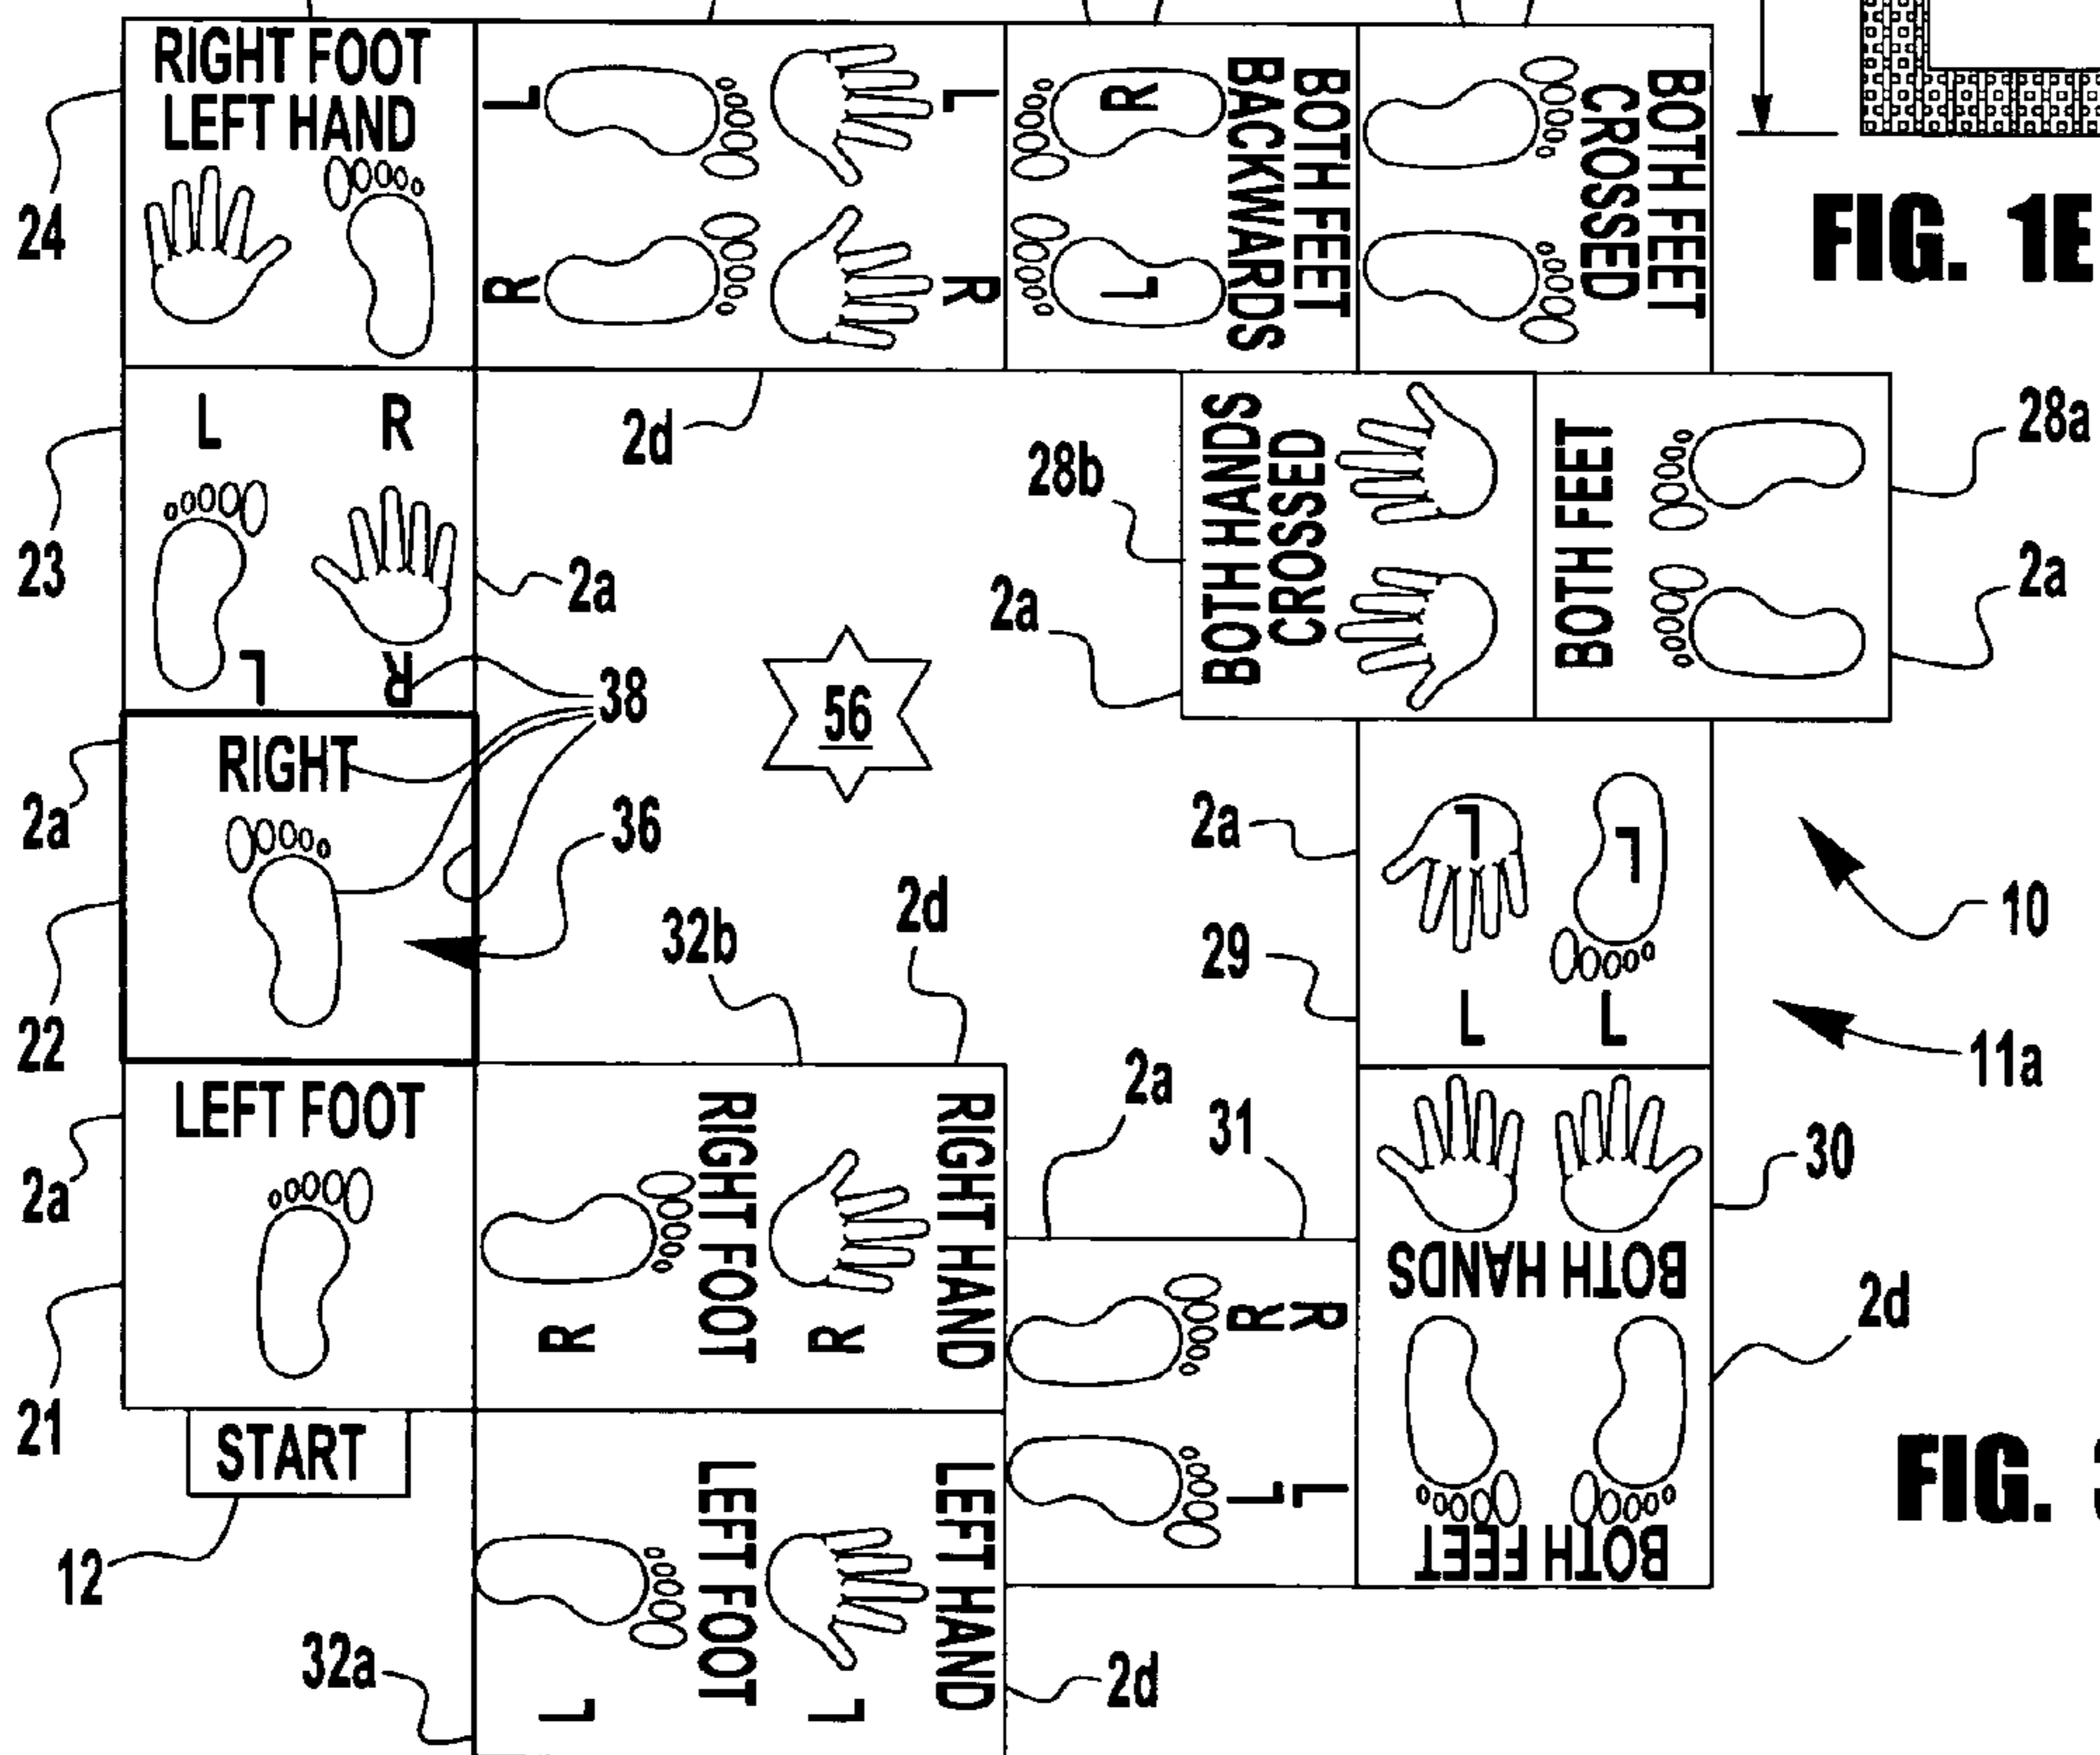 RIGHT FOOT
LEFT HAND
24
L
R
L
R
R
L
BOTH FEET
BACKWARDS
BOTH FEET
CROSSED
FIG. 1E
L
R
L
R
23
2a
2d
38
56
BOTH HANDS
CROSSED
28b
2a
BOTH FEET
28a
2a
RIGHT
2a
22
36
L
L
L
L
2a
29
10
11a
LEFT FOOT
2a
21
START
12
32b
2d
RIGHT FOOT
RIGHT HAND
R
R
2a
31
R
R
L
L
BOTH HANDS
BOTH FEET
30
2d
FIG.
LEFT FOOT
LEFT HAND
L
L
32a
2d